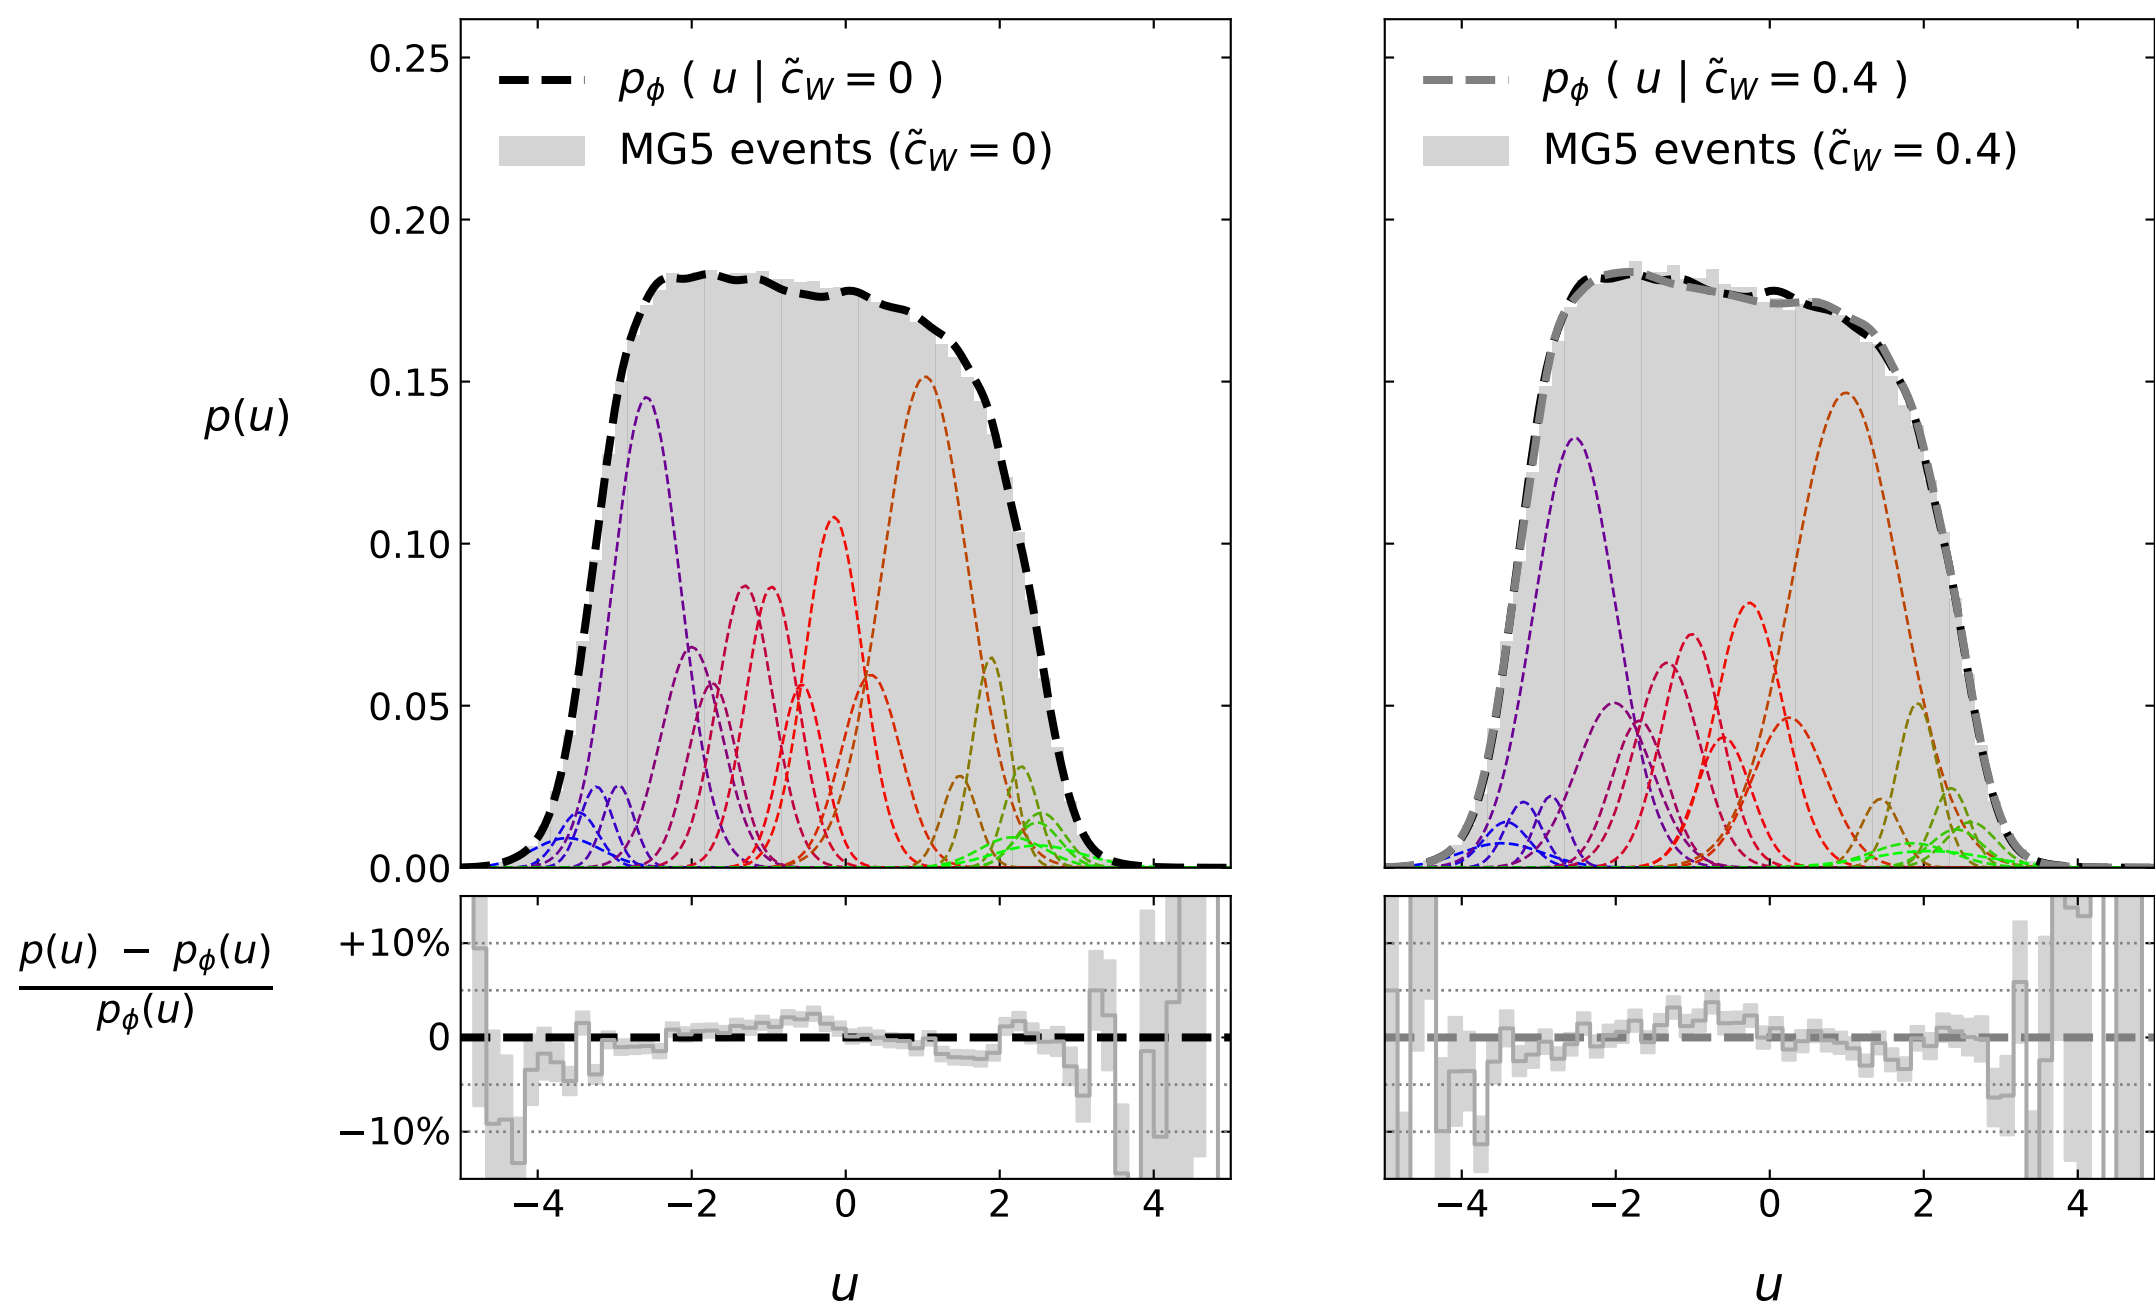 p_ϕ ( u | c̃_W = 0 )
MG5 events (c̃_W = 0)
p_ϕ ( u | c̃_W = 0.4 )
MG5 events (c̃_W = 0.4)
p(u)
0.25
0.20
0.15
0.10
0.05
0.00
p(u) − p_ϕ(u)
p_ϕ(u)
+10%
0
−10%
−4 −2 0 2 4
−4 −2 0 2 4
u
u